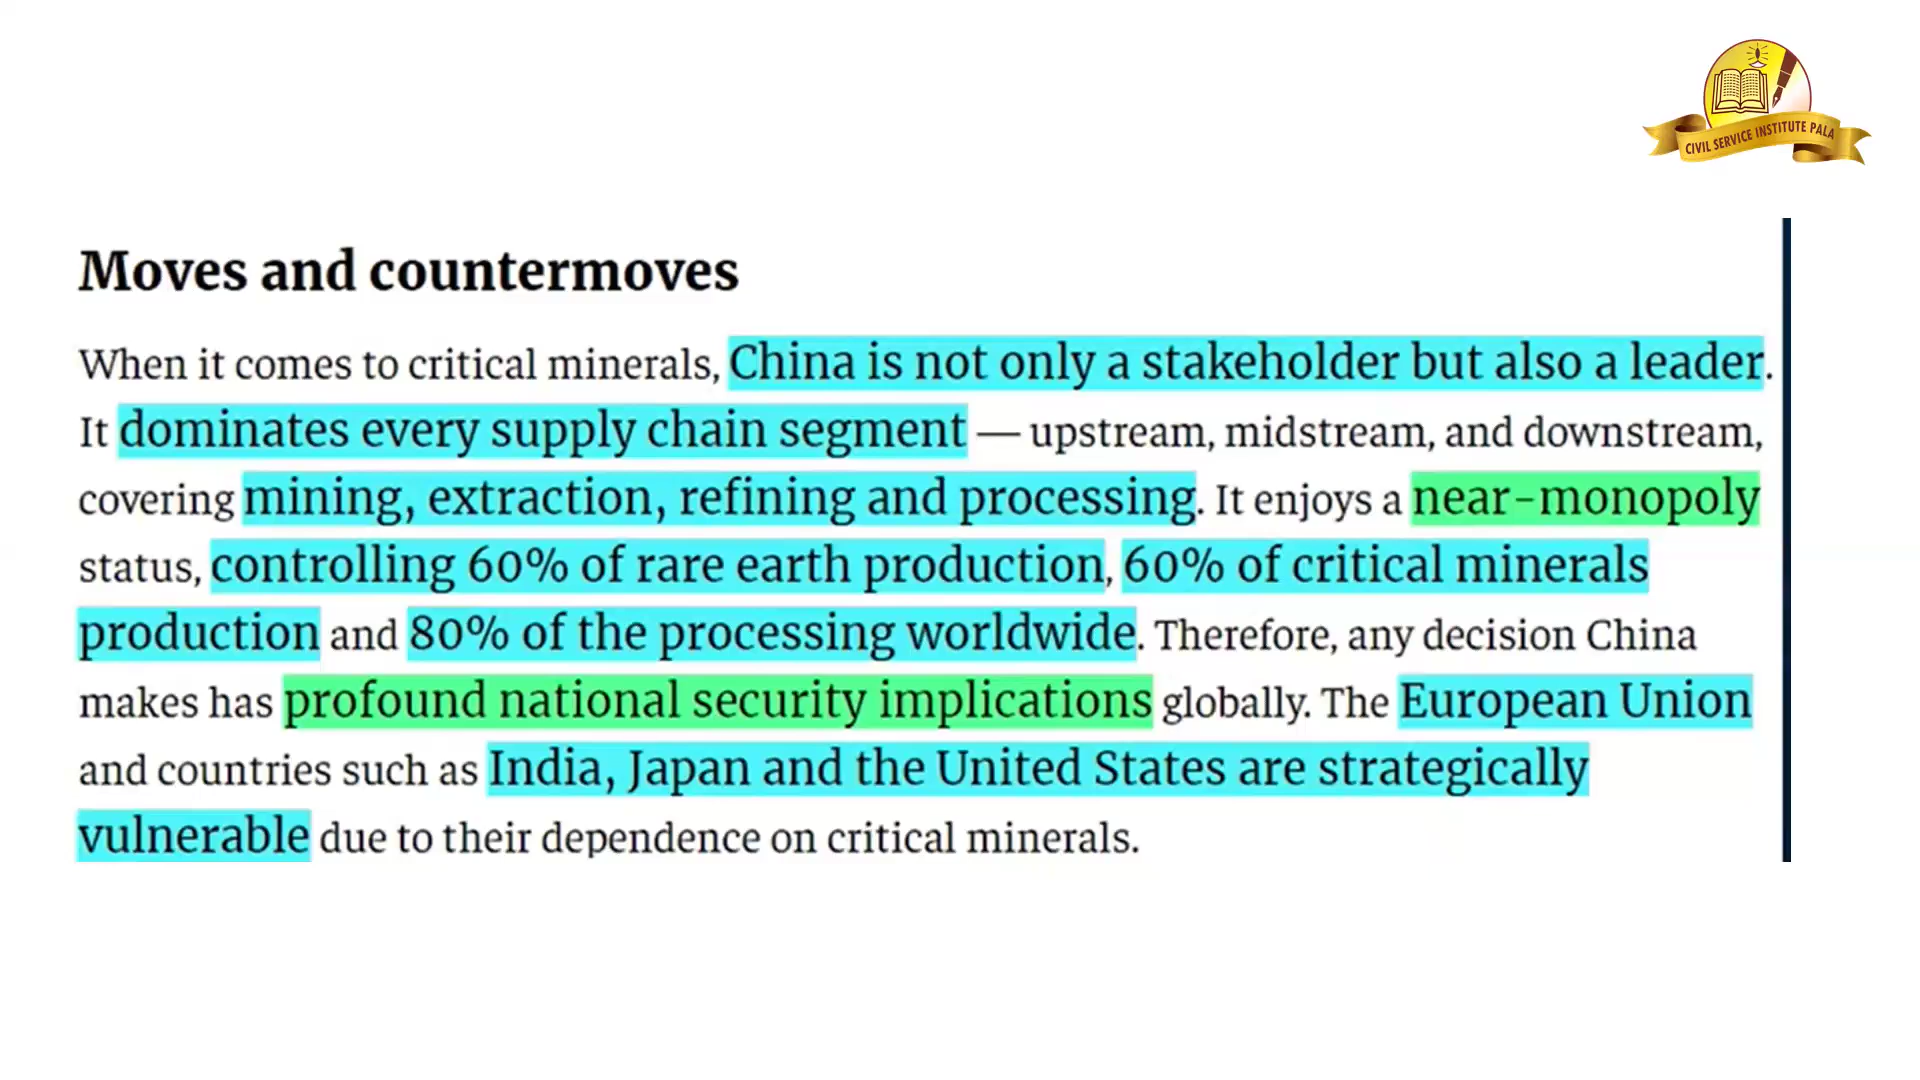 CIVIL SERVICE INSTITUTE PALA
Moves and countermoves
When it comes to critical minerals, China is not only a stakeholder but also a leader.
It dominates every supply chain segment — upstream, midstream, and downstream,
covering mining, extraction, refining and processing. It enjoys a near-monopoly
status, controlling 60% of rare earth production, 60% of critical minerals
production and 80% of the processing worldwide. Therefore, any decision China
makes has profound national security implications globally. The European Union
and countries such as India, Japan and the United States are strategically
vulnerable due to their dependence on critical minerals.